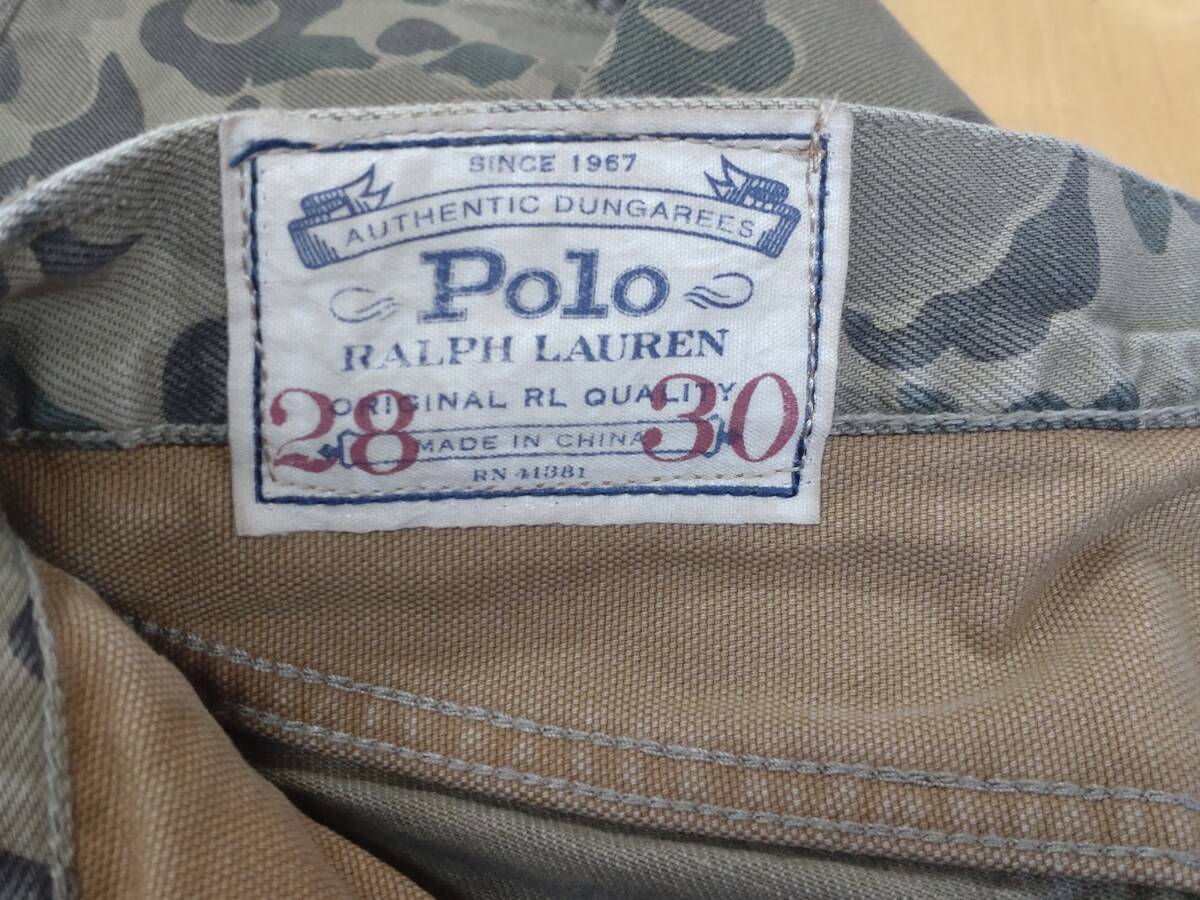 SINCE 1967
AUTHENTIC DUNGAREES
Polo
RALPH LAUREN
ORIGINAL RL QUALITY
28 30
MADE IN CHINA
RN 41381